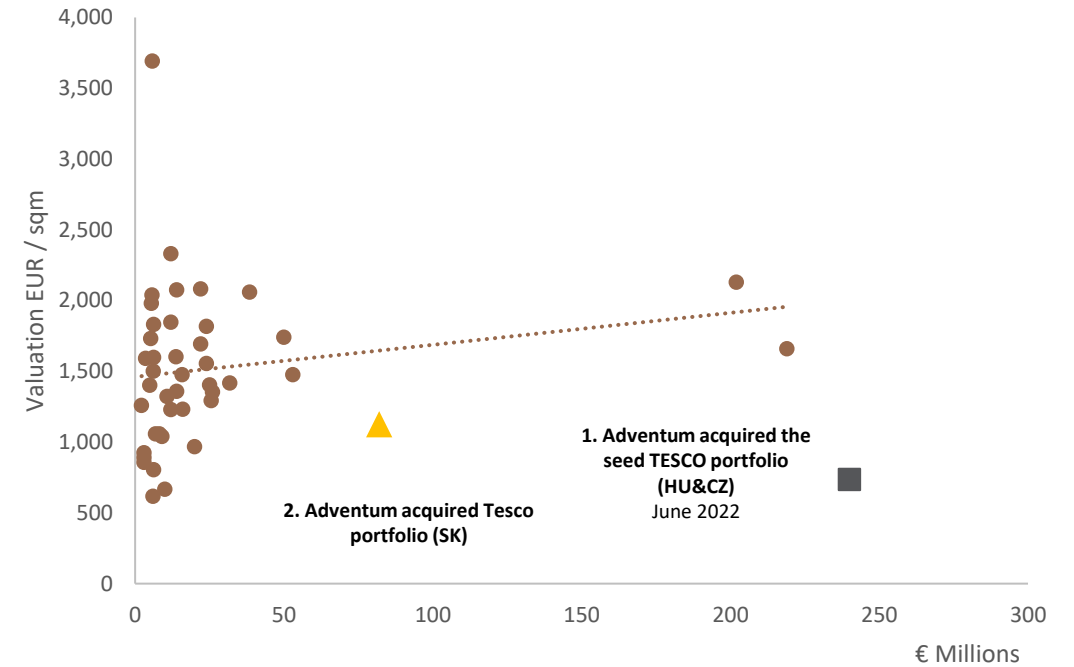 4,000
3,500
3,000
2,500
2,000
1,500
1,000
500
0
Valuation EUR / sqm
1. Adventum acquired the
seed TESCO portfolio
(HU&CZ)
June 2022
2. Adventum acquired Tesco
portfolio (SK)
0 50 100 150 200 250 300
€ Millions